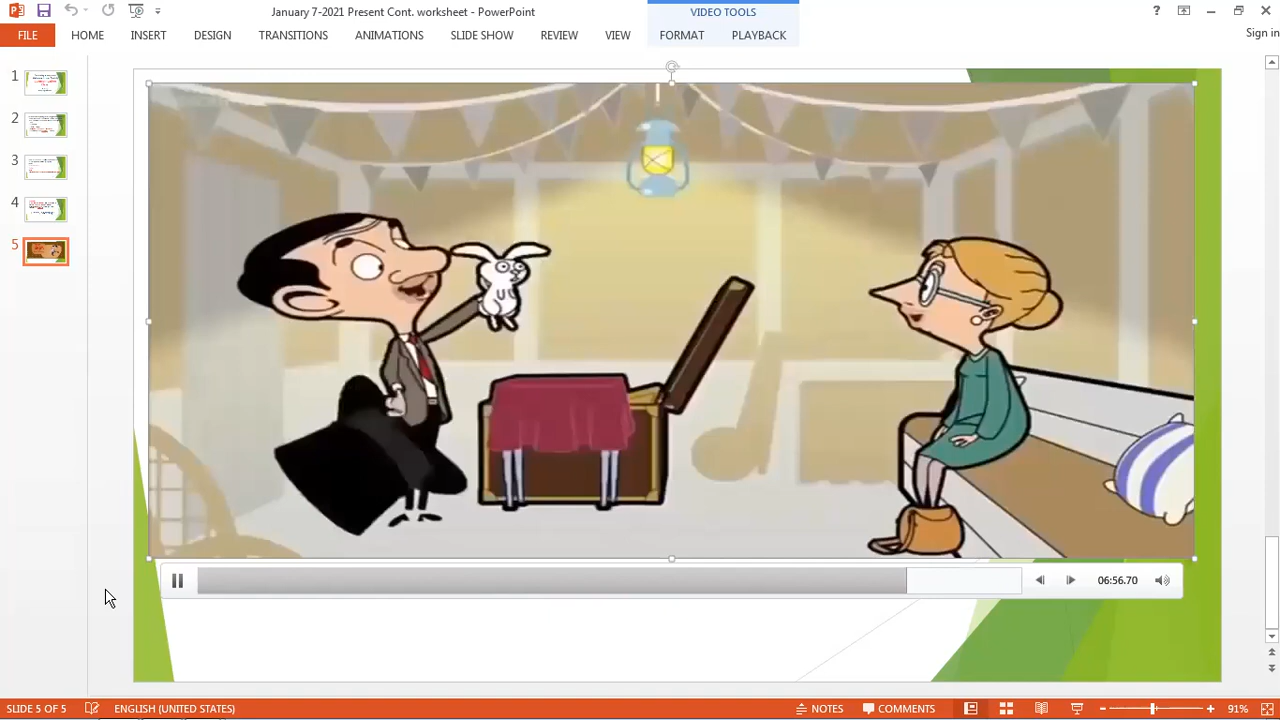 January 7-2021 Present Cont. worksheet - PowerPoint
VIDEO TOOLS
?
FILE
HOME
INSERT
DESIGN
TRANSITIONS
ANIMATIONS
SLIDE SHOW
REVIEW
VIEW
FORMAT
PLAYBACK
Sign in
1
2
3
4
5
06:56.70
SLIDE 5 OF 5
ENGLISH (UNITED STATES)
NOTES
COMMENTS
91%